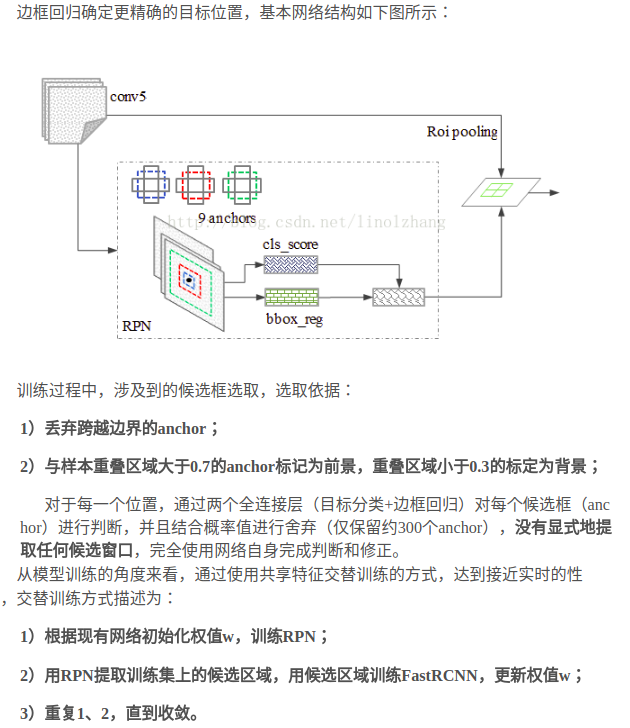 边框回归确定更精确的目标位置，基本网络结构如下图所示：
conv5
Roi pooling
http://blog.csdn.net/linolzhang
9 anchors
cls_score
bbox_reg
RPN
训练过程中，涉及到的候选框选取，选取依据：
1）丢弃跨越边界的anchor；
2）与样本重叠区域大于0.7的anchor标记为前景，重叠区域小于0.3的标定为背景；
对于每一个位置，通过两个全连接层（目标分类+边框回归）对每个候选框（anc
hor）进行判断，并且结合概率值进行舍弃（仅保留约300个anchor），没有显式地提
取任何候选窗口，完全使用网络自身完成判断和修正。
从模型训练的角度来看，通过使用共享特征交替训练的方式，达到接近实时的性
，交替训练方式描述为：
1）根据现有网络初始化权值w，训练RPN；
2）用RPN提取训练集上的候选区域，用候选区域训练FastRCNN，更新权值w；
3）重复1、2，直到收敛。